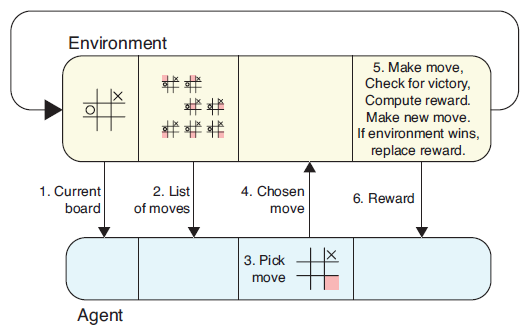 Environment
5. Make move,
Check for victory,
Compute reward.
Make new move.
If environment wins,
replace reward.
1. Current
board
2. List
of moves
4. Chosen
move
6. Reward
3. Pick
move
Agent